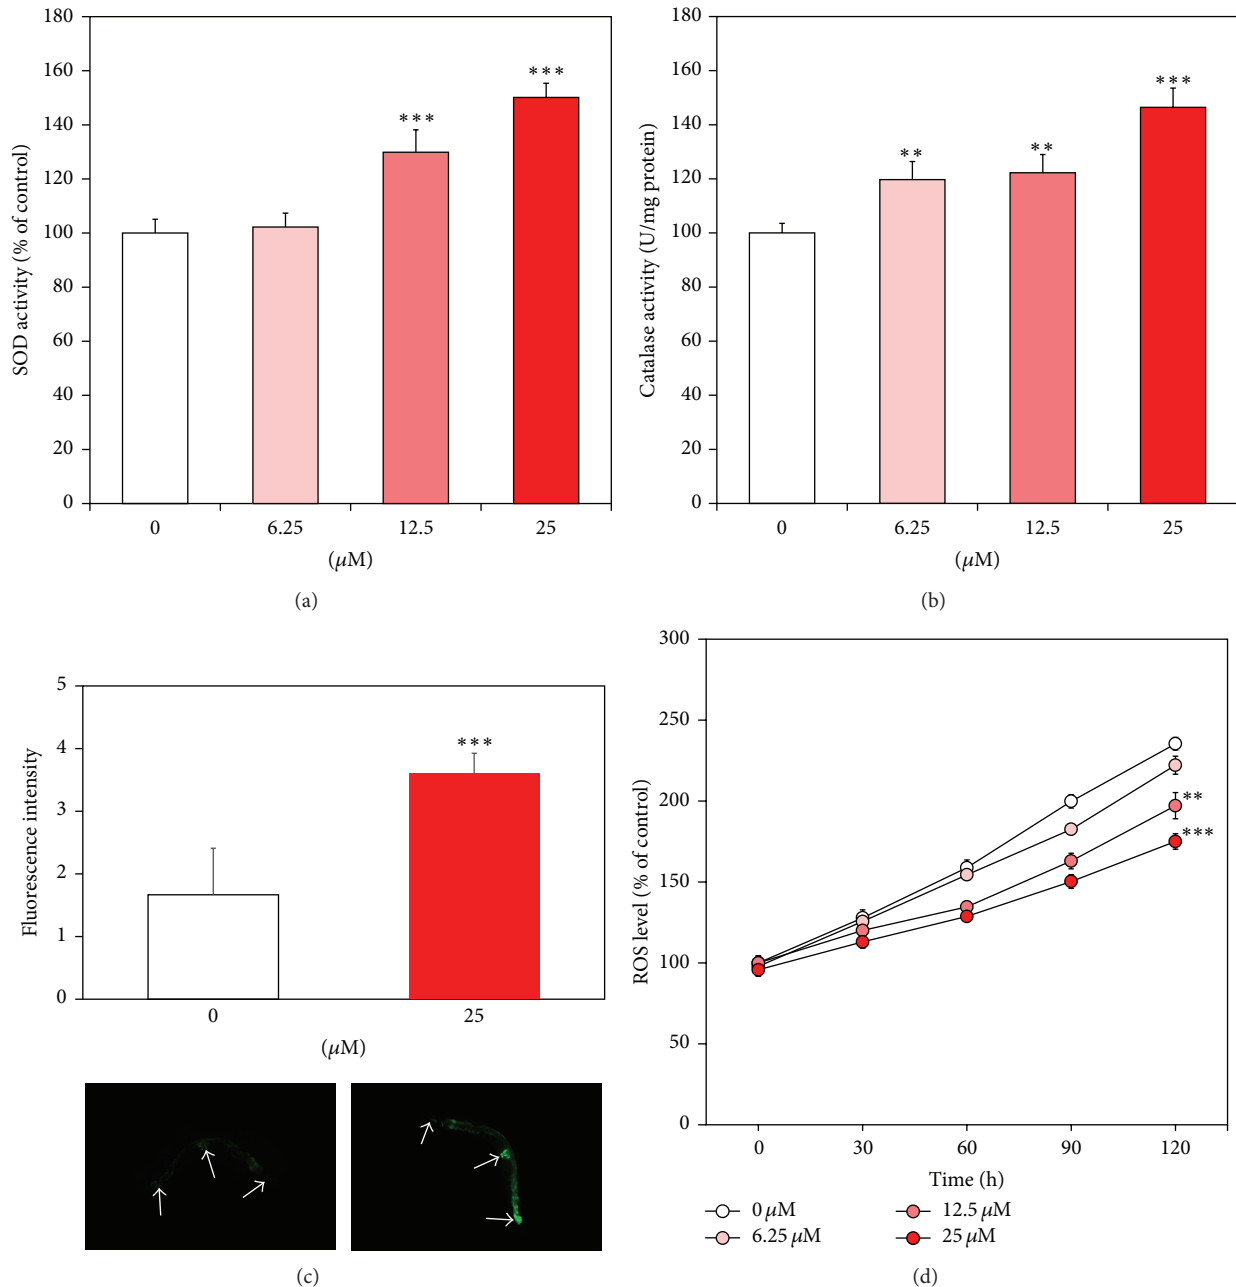 180
160
140
120
100
80
60
40
20
0
SOD activity (% of control)
***
***
0 6.25 12.5 25
(μM)
(a)
180
160
140
120
100
80
60
40
20
0
Catalase activity (U/mg protein)
**
**
***
0 6.25 12.5 25
(μM)
(b)
5
4
3
2
1
0
Fluorescence intensity
***
0 25
(μM)
(c)
300
250
200
150
100
50
0
ROS level (% of control)
**
***
0 30 60 90 120
Time (h)
0 μM
6.25 μM
12.5 μM
25 μM
(d)